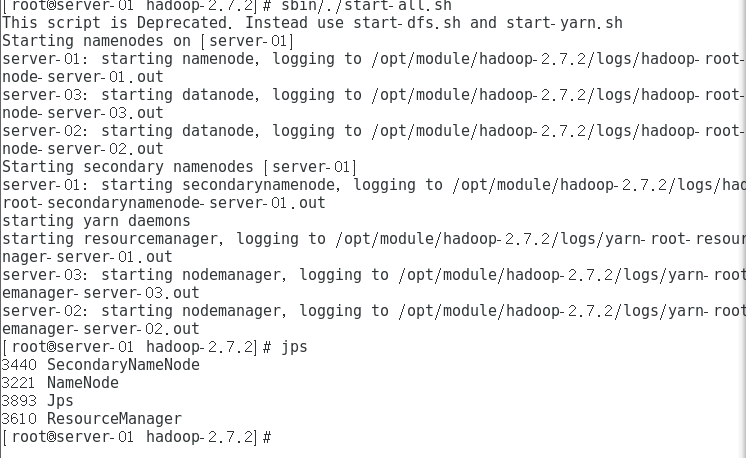 [root@server-01 hadoop-2.7.2]# sbin/./start-all.sh
This script is Deprecated. Instead use start-dfs.sh and start-yarn.sh
Starting namenodes on [server-01]
server-01: starting namenode, logging to /opt/module/hadoop-2.7.2/logs/hadoop-root-
node-server-01.out
server-03: starting datanode, logging to /opt/module/hadoop-2.7.2/logs/hadoop-root-
node-server-03.out
server-02: starting datanode, logging to /opt/module/hadoop-2.7.2/logs/hadoop-root-
node-server-02.out
Starting secondary namenodes [server-01]
server-01: starting secondarynamenode, logging to /opt/module/hadoop-2.7.2/logs/had
root-secondarynamenode-server-01.out
starting yarn daemons
starting resourcemanager, logging to /opt/module/hadoop-2.7.2/logs/yarn-root-resour
nager-server-01.out
server-03: starting nodemanager, logging to /opt/module/hadoop-2.7.2/logs/yarn-root
emanager-server-03.out
server-02: starting nodemanager, logging to /opt/module/hadoop-2.7.2/logs/yarn-root
emanager-server-02.out
[root@server-01 hadoop-2.7.2]# jps
3440 SecondaryNameNode
3221 NameNode
3893 Jps
3610 ResourceManager
[root@server-01 hadoop-2.7.2]#